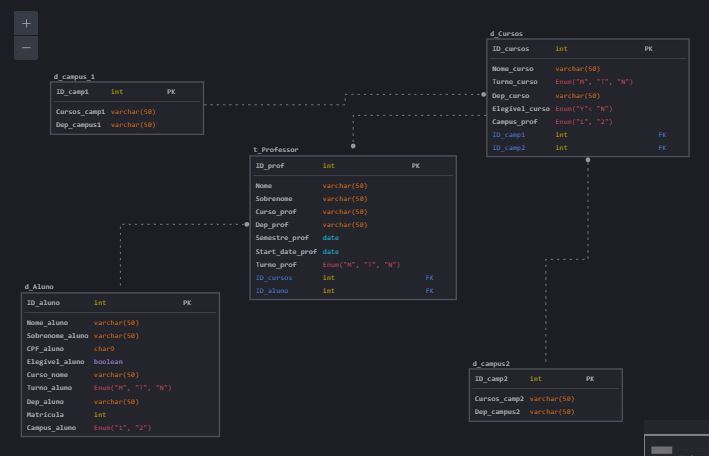 +
−
d_Cursos
ID_cursos int PK
Nome_curso varchar(50)
Turno_curso Enum("M", "T", "N")
Dep_curso varchar(50)
Elegível_curso Enum("Y"< "N")
Campus_prof Enum("1", "2")
ID_camp1 int FK
ID_camp2 int FK
d_campus_1
ID_camp1 int PK
Cursos_camp1 varchar(50)
Dep_campus1 varchar(50)
t_Professor
ID_prof int PK
Nome varchar(50)
Sobrenome varchar(50)
Curso_prof varchar(50)
Dep_prof varchar(50)
Semestre_prof date
Start_date_prof date
Turno_prof Enum("M", "T", "N")
ID_cursos int FK
ID_aluno int FK
d_Aluno
ID_aluno int PK
Nome_aluno varchar(50)
Sobrenome_aluno varchar(50)
CPF_aluno char9
Elegível_aluno boolean
Curso_nome varchar(50)
Turno_aluno Enum("M", "T", "N")
Dep_aluno varchar(50)
Matrícula int
Campus_aluno Enum("1", "2")
d_campus2
ID_camp2 int PK
Cursos_camp2 varchar(50)
Dep_campus2 varchar(50)